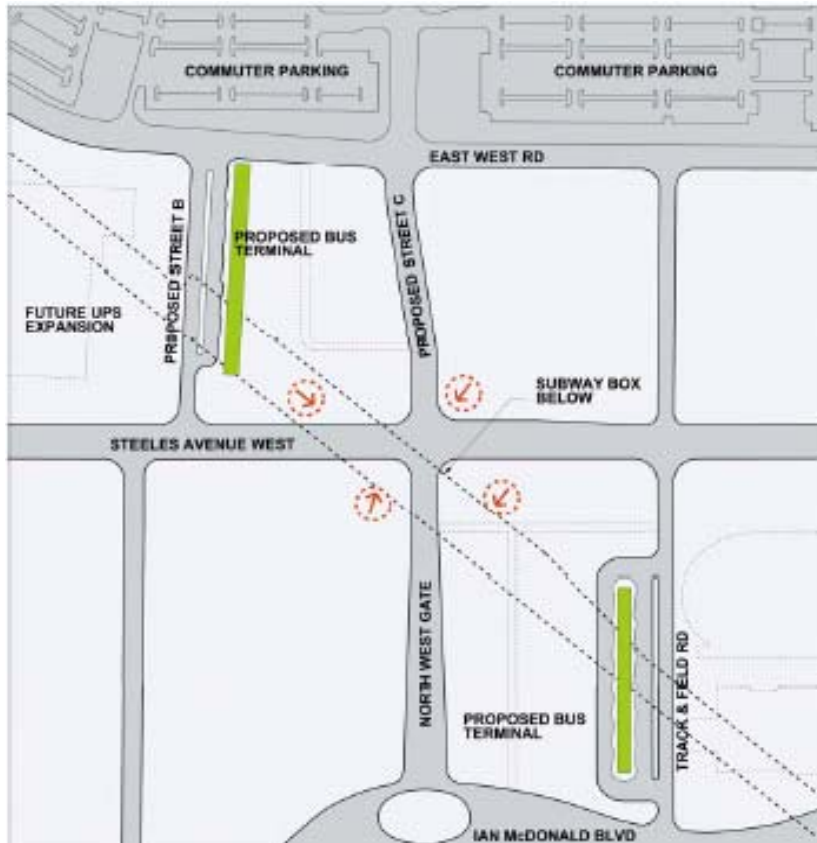 COMMUTER PARKING
COMMUTER PARKING
EAST WEST RD
PROPOSED STREET B
PROPOSED BUS
TERMINAL
PROPOSED STREET C
FUTURE UPS
EXPANSION
SUBWAY BOX
BELOW
STEELES AVENUE WEST
NORTH WEST GATE
TRACK & FIELD RD
PROPOSED BUS
TERMINAL
IAN McDONALD BLVD